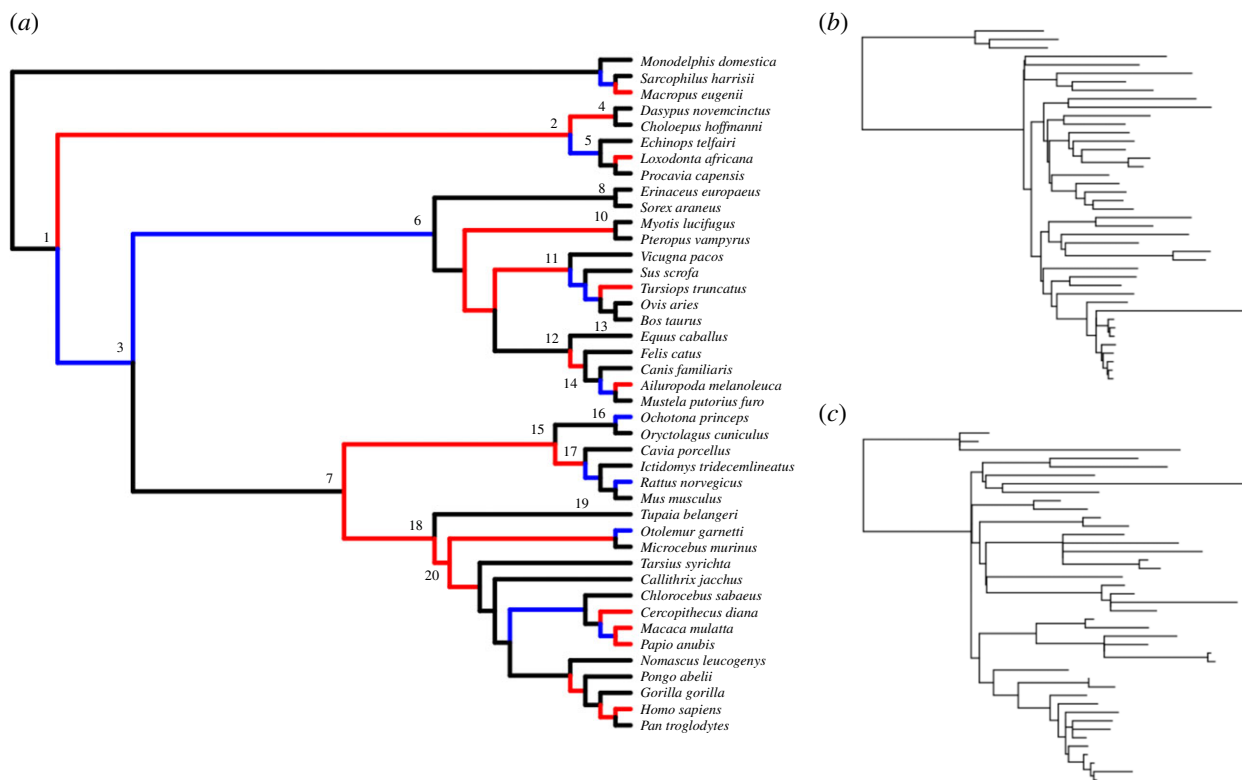 (a)
Monodelphis domestica
Sarcophilus harrisii
Macropus eugenii
4
Dasypus novemcinctus
2
Choloepus hoffmanni
5
Echinops telfairi
Loxodonta africana
Procavia capensis
8
Erinaceus europaeus
Sorex araneus
6
10
Myotis lucifugus
1
Pteropus vampyrus
11
Vicugna pacos
Sus scrofa
Tursiops truncatus
Ovis aries
Bos taurus
13
3
12
Equus caballus
Felis catus
Canis familiaris
14
Ailuropoda melanoleuca
Mustela putorius furo
16
Ochotona princeps
15
Oryctolagus cuniculus
17
Cavia porcellus
Ictidomys tridecemlineatus
7
Rattus norvegicus
Mus musculus
19
Tupaia belangeri
18
Otolemur garnetti
Microcebus murinus
20
Tarsius syrichta
Callithrix jacchus
Chlorocebus sabaeus
Cercopithecus diana
Macaca mulatta
Papio anubis
Nomascus leucogenys
Pongo abelii
Gorilla gorilla
Homo sapiens
Pan troglodytes
(b)
(c)